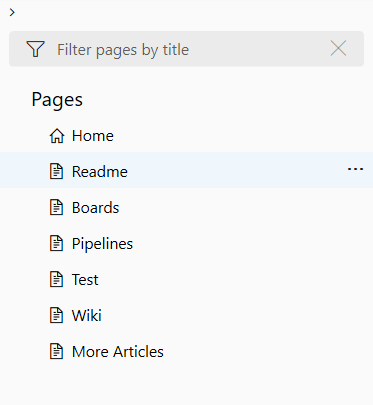 Filter pages by title
Pages
Home
Readme
Boards
Pipelines
Test
Wiki
More Articles